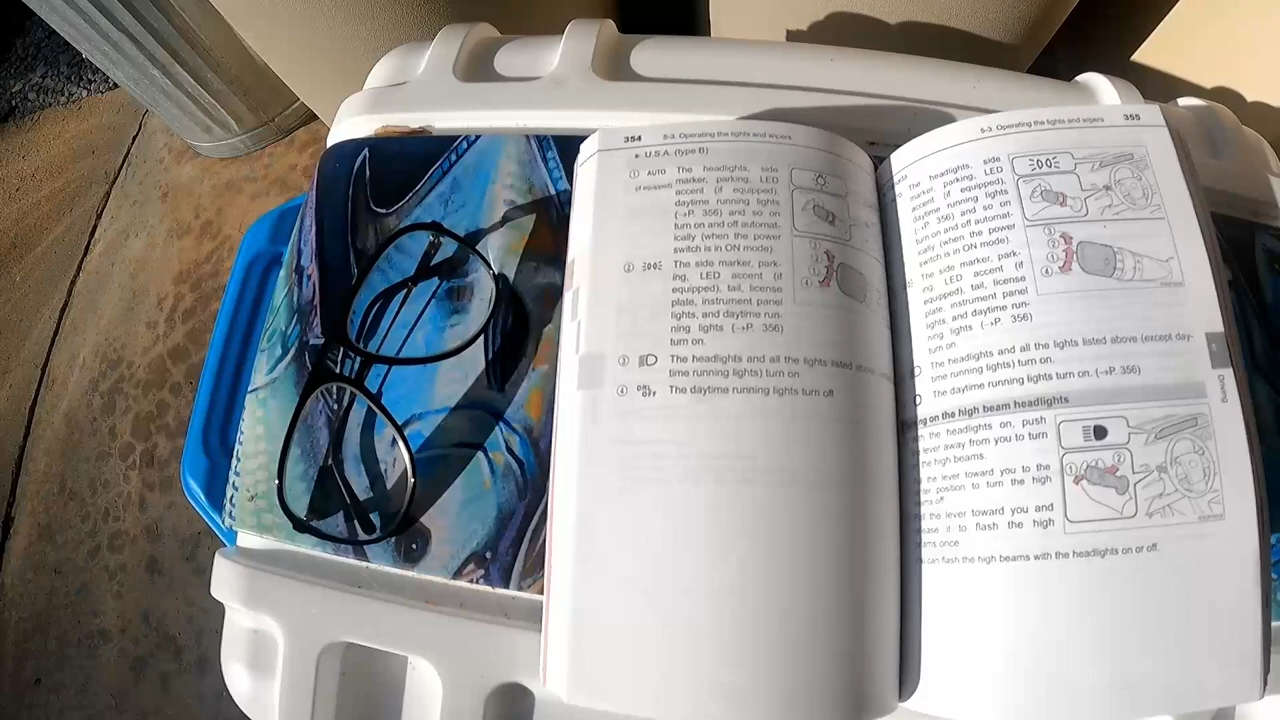 354 5-3. Operating the lights and wipers
U.S.A. (type B)
1 AUTO The headlights, side
(if equipped) marker, parking, LED
accent (if equipped),
daytime running lights
(→P. 356) and so on
turn on and off automat-
ically (when the power
switch is in ON mode).
2 The side marker, park-
ing, LED accent (if
equipped), tail, license
plate, instrument panel
lights, and daytime run-
ning lights (→P. 356)
turn on.
3 The headlights and all the lights listed above
time running lights) turn on
4 DRL OFF The daytime running lights turn off
5-3. Operating the lights and wipers 355
The headlights, side
marker, parking, LED
accent (if equipped),
daytime running lights
(→P. 356) and so on
turn on and off automat-
ically (when the power
switch is in ON mode).
The side marker, park-
ing, LED accent (if
equipped), tail, license
plate, instrument panel
lights, and daytime run-
ning lights (→P. 356)
turn on.
The headlights and all the lights listed above (except day-
time running lights) turn on.
The daytime running lights turn on. (→P. 356)
on the high beam headlights
the headlights on, push
lever away from you to turn
the high beams.
the lever toward you to the
position to turn the high
off
the lever toward you and
it to flash the high
once
can flash the high beams with the headlights on or off.
5
Driving